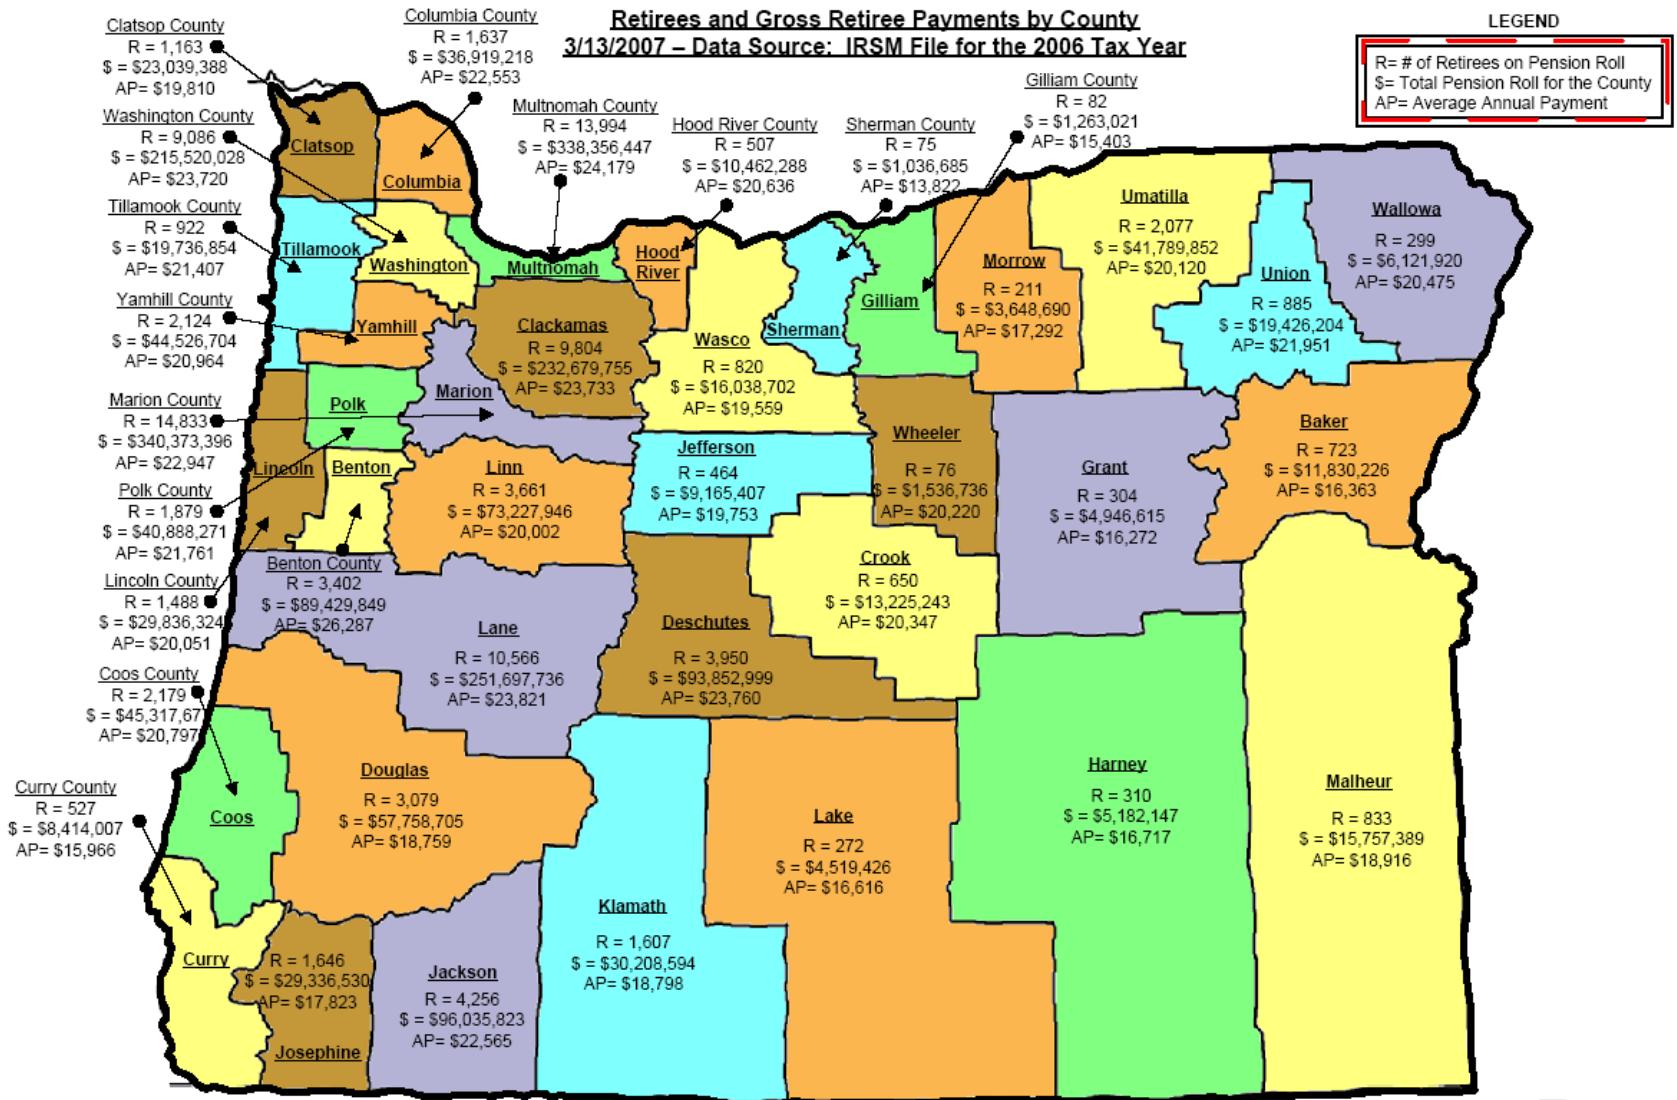 Retirees and Gross Retiree Payments by County
3/13/2007 – Data Source: IRSM File for the 2006 Tax Year
LEGEND
R= # of Retirees on Pension Roll
$= Total Pension Roll for the County
AP= Average Annual Payment
Clatsop County
R = 1,163
$ = $23,039,388
AP= $19,810
Columbia County
R = 1,637
$ = $36,919,218
AP= $22,553
Washington County
R = 9,086
$ = $215,520,028
AP= $23,720
Multnomah County
R = 13,994
$ = $338,356,447
AP= $24,179
Hood River County
R = 507
$ = $10,462,288
AP= $20,636
Sherman County
R = 75
$ = $1,036,685
AP= $13,822
Gilliam County
R = 82
$ = $1,263,021
AP= $15,403
Tillamook County
R = 922
$ = $19,736,854
AP= $21,407
Yamhill County
R = 2,124
$ = $44,526,704
AP= $20,964
Marion County
R = 14,833
$ = $340,373,396
AP= $22,947
Polk County
R = 1,879
$ = $40,888,271
AP= $21,761
Lincoln County
R = 1,488
$ = $29,836,324
AP= $20,051
Coos County
R = 2,179
$ = $45,317,67
AP= $20,797
Curry County
R = 527
$ = $8,414,007
AP= $15,966
Clatsop
Columbia
Tillamook
Washington
Multnomah
Hood
River
Yamhill
Clackamas
R = 9,804
$ = $232,679,755
AP= $23,733
Marion
Polk
Lincoln
Benton
Benton County
R = 3,402
$ = $89,429,849
AP= $26,287
Linn
R = 3,661
$ = $73,227,946
AP= $20,002
Wasco
R = 820
$ = $16,038,702
AP= $19,559
Sherman
Gilliam
Morrow
R = 211
$ = $3,648,690
AP= $17,292
Umatilla
R = 2,077
$ = $41,789,852
AP= $20,120
Union
R = 885
$ = $19,426,204
AP= $21,951
Wallowa
R = 299
$ = $6,121,920
AP= $20,475
Jefferson
R = 464
$ = $9,165,407
AP= $19,753
Wheeler
R = 76
$ = $1,536,736
AP= $20,220
Grant
R = 304
$ = $4,946,615
AP= $16,272
Baker
R = 723
$ = $11,830,226
AP= $16,363
Crook
R = 650
$ = $13,225,243
AP= $20,347
Lane
R = 10,566
$ = $251,697,736
AP= $23,821
Deschutes
R = 3,950
$ = $93,852,999
AP= $23,760
Douglas
R = 3,079
$ = $57,758,705
AP= $18,759
Coos
Curry
R = 1,646
$ = $29,336,530
AP= $17,823
Josephine
Jackson
R = 4,256
$ = $96,035,823
AP= $22,565
Klamath
R = 1,607
$ = $30,208,594
AP= $18,798
Lake
R = 272
$ = $4,519,426
AP= $16,616
Harney
R = 310
$ = $5,182,147
AP= $16,717
Malheur
R = 833
$ = $15,757,389
AP= $18,916